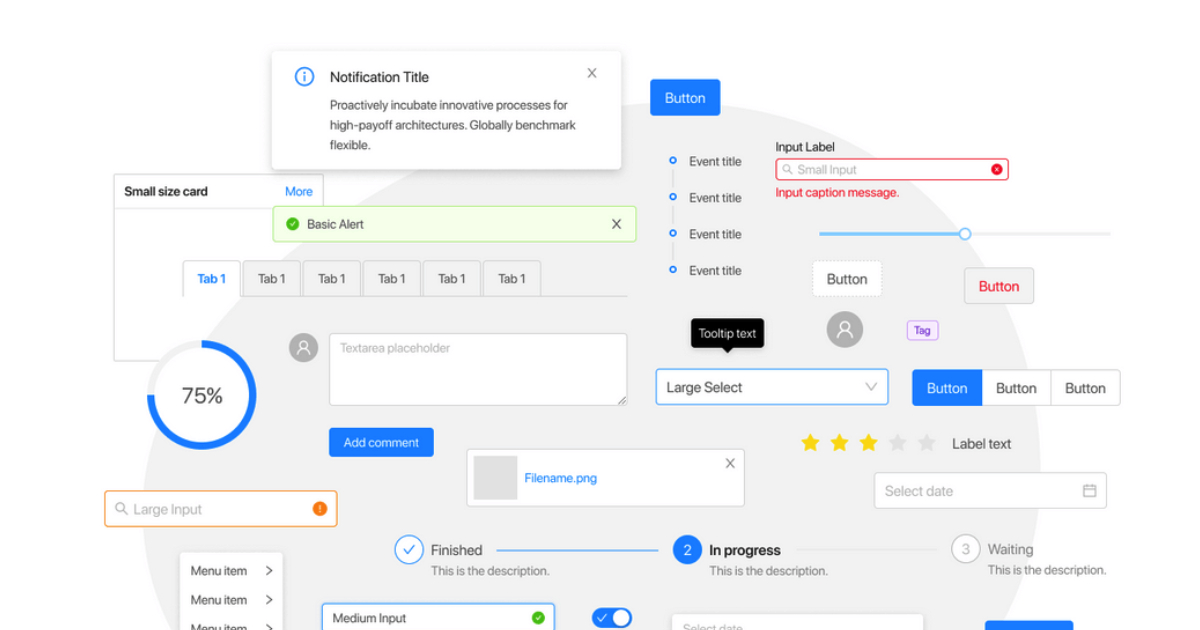 Notification Title
Proactively incubate innovative processes for
high-payoff architectures. Globally benchmark
flexible.
Button
Event title
Event title
Event title
Event title
Input Label
Small Input
Input caption message.
Small size card
More
Basic Alert
Tab 1
Tab 1
Tab 1
Tab 1
Tab 1
Tab 1
Button
Button
Tooltip text
Tag
Textarea placeholder
75%
Large Select
Button
Button
Button
Add comment
Label text
Filename.png
Select date
Large Input
Finished
This is the description.
2
In progress
This is the description.
3
Waiting
This is the description.
Menu item
Menu item
Menu item
Medium Input
Select date